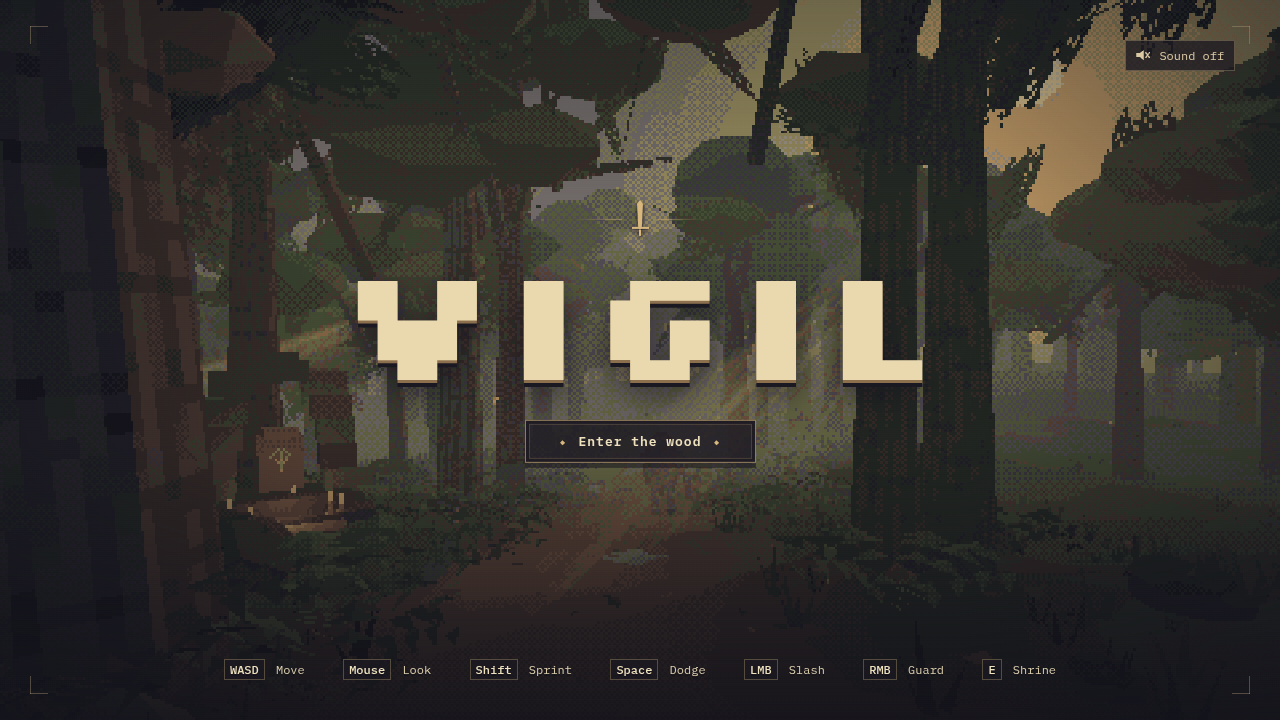 Sound off
VIGIL
Enter the wood
WASD Move Mouse Look Shift Sprint Space Dodge LMB Slash RMB Guard E Shrine